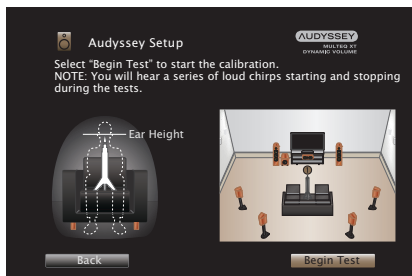 Audyssey Setup
AUDYSSEY
MULTEQ XT
DYNAMIC VOLUME
Select “Begin Test” to start the calibration.
NOTE: You will hear a series of loud chirps starting and stopping
during the tests.
Ear Height
Back
Begin Test